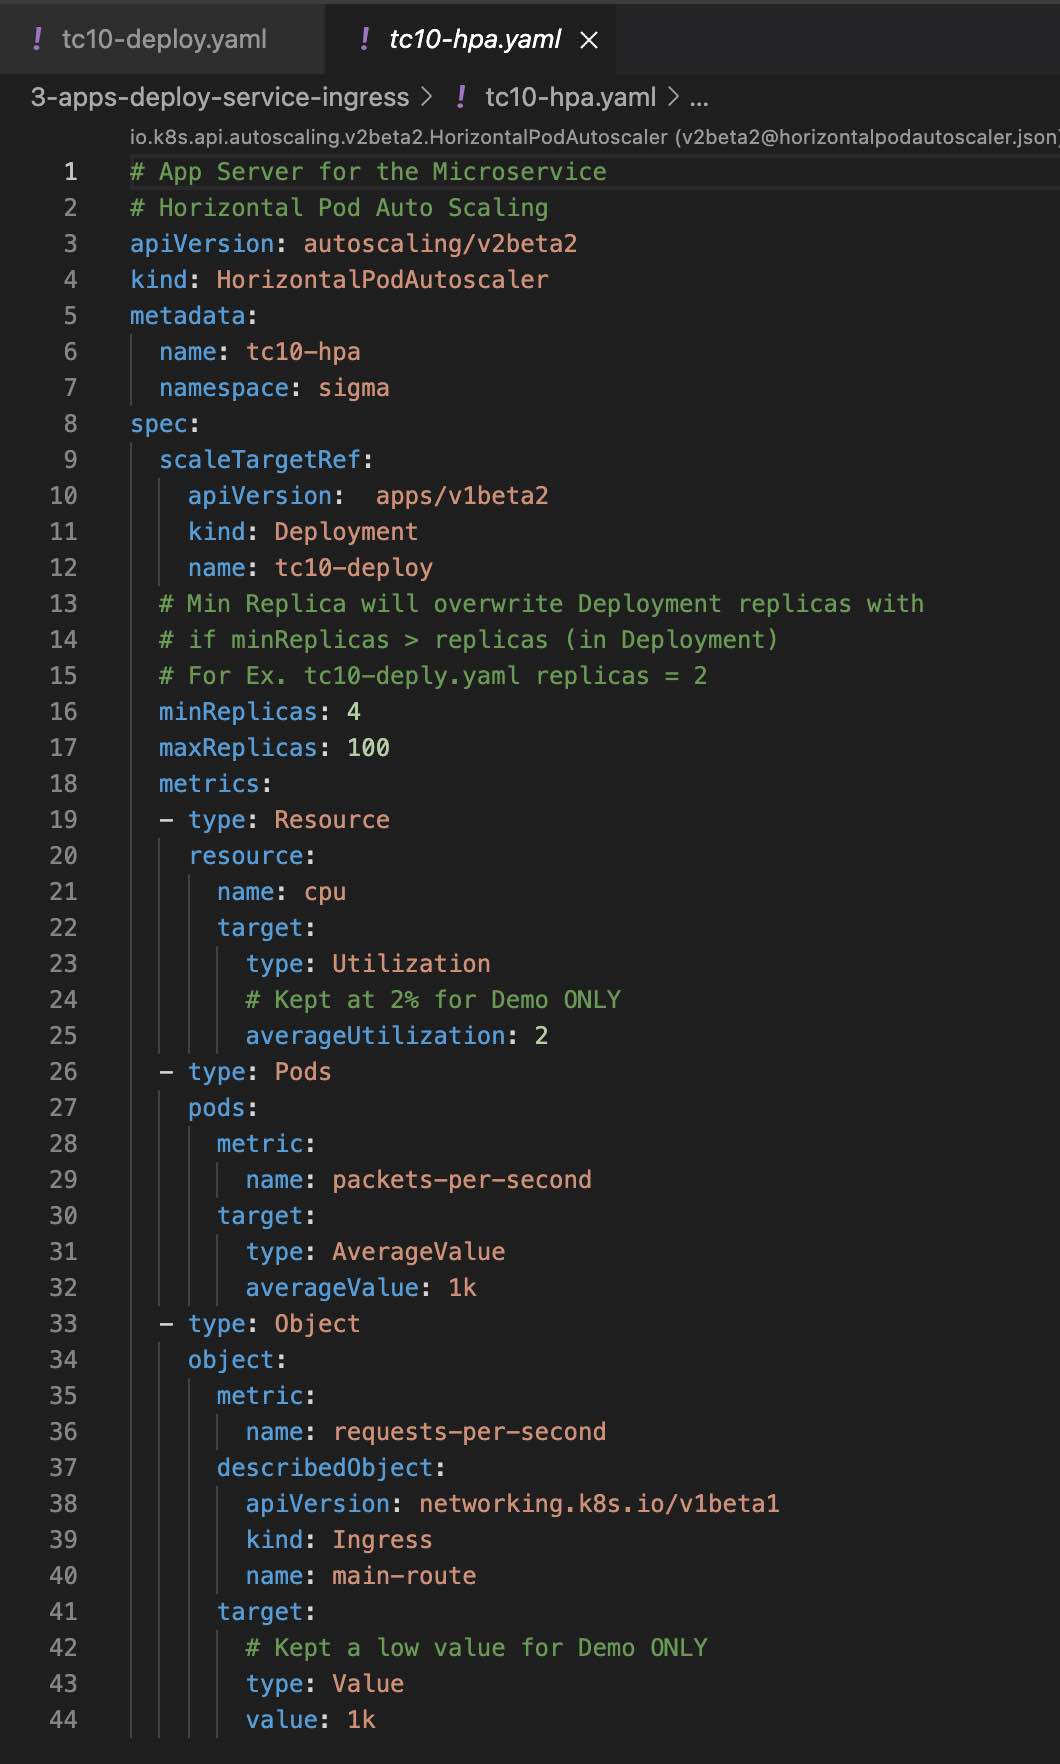 ! tc10-deploy.yaml ! tc10-hpa.yaml ×
3-apps-deploy-service-ingress > ! tc10-hpa.yaml > ...
io.k8s.api.autoscaling.v2beta2.HorizontalPodAutoscaler (v2beta2@horizontalpodautoscaler.json)
1 # App Server for the Microservice
2 # Horizontal Pod Auto Scaling
3 apiVersion: autoscaling/v2beta2
4 kind: HorizontalPodAutoscaler
5 metadata:
6   name: tc10-hpa
7   namespace: sigma
8 spec:
9   scaleTargetRef:
10     apiVersion:  apps/v1beta2
11     kind: Deployment
12     name: tc10-deploy
13   # Min Replica will overwrite Deployment replicas with
14   # if minReplicas > replicas (in Deployment)
15   # For Ex. tc10-deply.yaml replicas = 2
16   minReplicas: 4
17   maxReplicas: 100
18   metrics:
19   - type: Resource
20     resource:
21       name: cpu
22       target:
23         type: Utilization
24         # Kept at 2% for Demo ONLY
25         averageUtilization: 2
26   - type: Pods
27     pods:
28       metric:
29         name: packets-per-second
30       target:
31         type: AverageValue
32         averageValue: 1k
33   - type: Object
34     object:
35       metric:
36         name: requests-per-second
37       describedObject:
38         apiVersion: networking.k8s.io/v1beta1
39         kind: Ingress
40         name: main-route
41       target:
42         # Kept a low value for Demo ONLY
43         type: Value
44         value: 1k